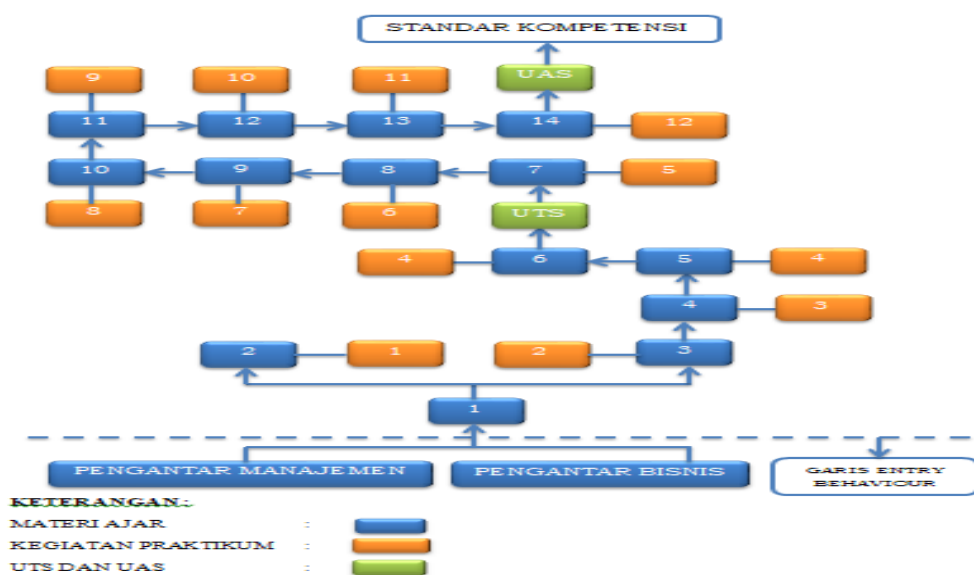 STANDAR KOMPETENSI
UAS
9
10
11
11
12
13
14
12
10
9
8
7
5
8
7
6
UTS
4
6
5
4
4
3
2
1
2
3
1
PENGANTAR MANAJEMEN
PENGANTAR BISNIS
GARIS ENTRY
BEHAVIOUR
KETERANGAN:
MATERI AJAR :
KEGIATAN PRAKTIKUM :
UTS DAN UAS :